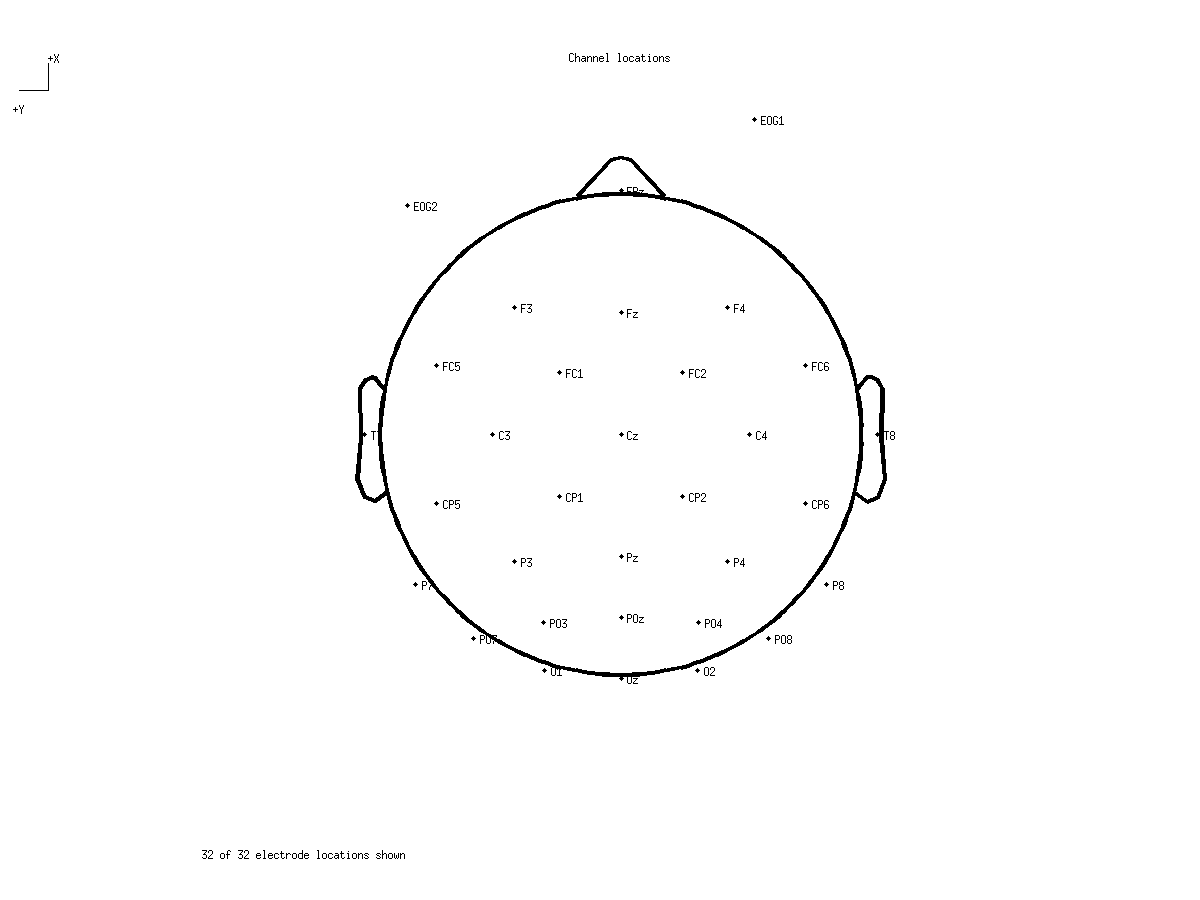 +X
Channel locations
+Y
EOG1
FPz
EOG2
F3 Fz F4
FC5 FC1 FC2 FC6
T C3 Cz C4 T8
CP5 CP1 CP2 CP6
P3 Pz P4
P7 P8
PO3 POz PO4
PO7 PO8
O1 Oz O2
32 of 32 electrode locations shown